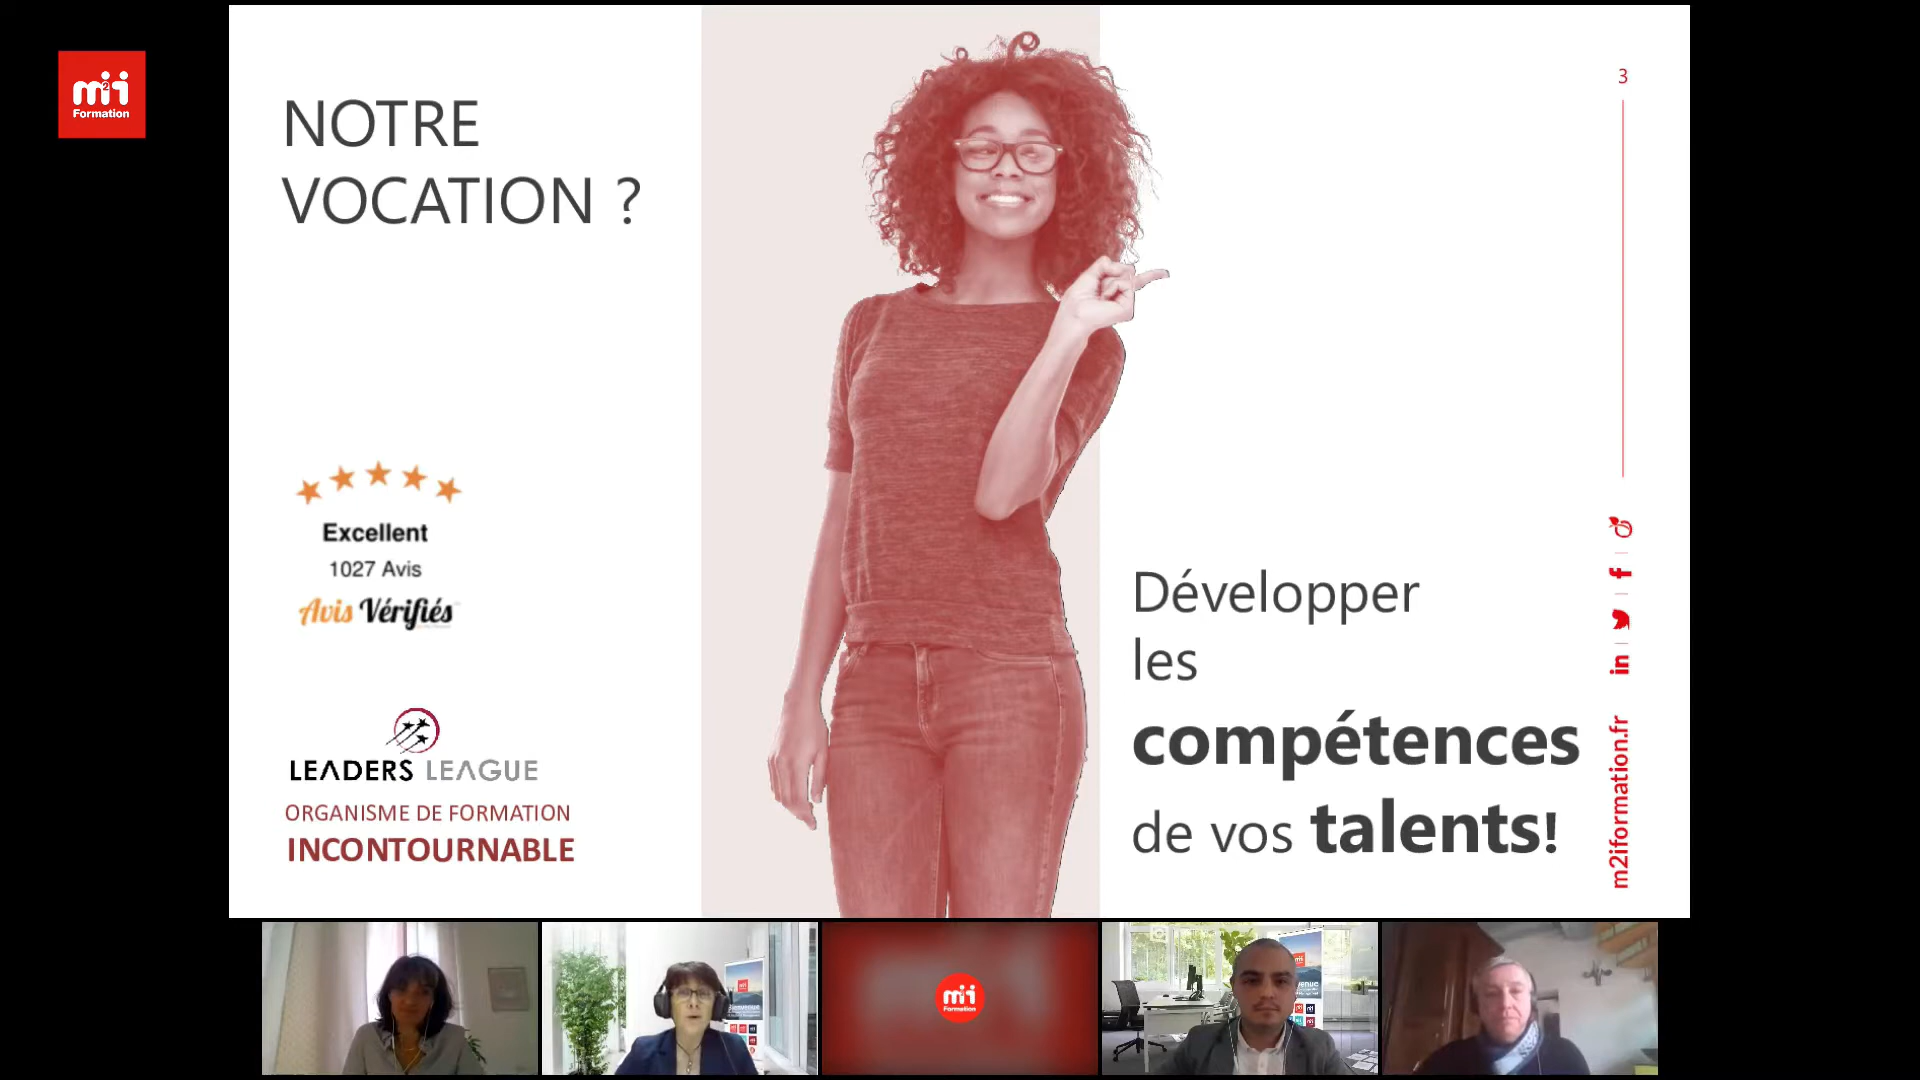 m2i
Formation
NOTRE
VOCATION ?
Excellent
1027 Avis
Avis Vérifiés
LEADERS LEAGUE
ORGANISME DE FORMATION
INCONTOURNABLE
Développer
les
compétences
de vos talents!
3
m2iformation.fr
in
f
m2i
Formation